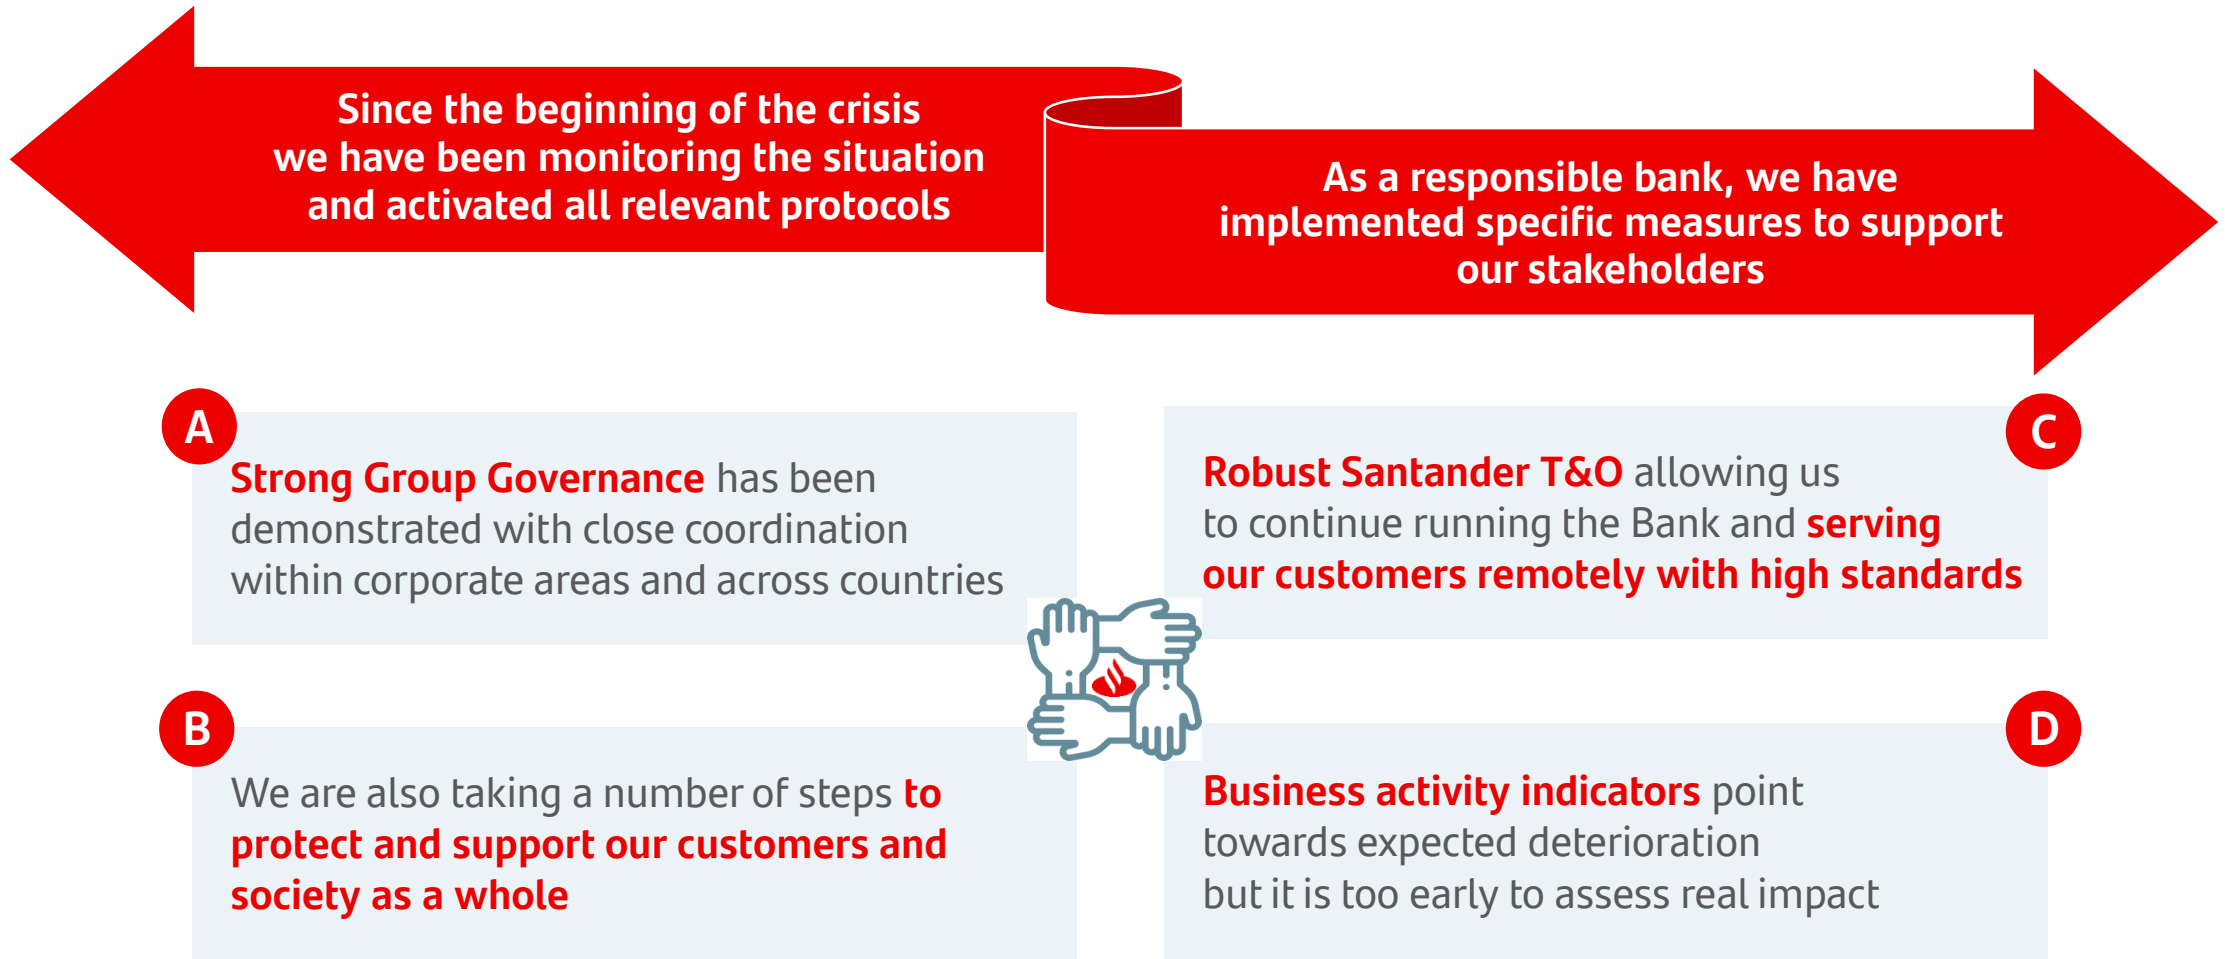 Since the beginning of the crisis
we have been monitoring the situation
and activated all relevant protocols
As a responsible bank, we have
implemented specific measures to support
our stakeholders
A
Strong Group Governance has been
demonstrated with close coordination
within corporate areas and across countries
B
We are also taking a number of steps to
protect and support our customers and
society as a whole
C
Robust Santander T&O allowing us
to continue running the Bank and serving
our customers remotely with high standards
D
Business activity indicators point
towards expected deterioration
but it is too early to assess real impact